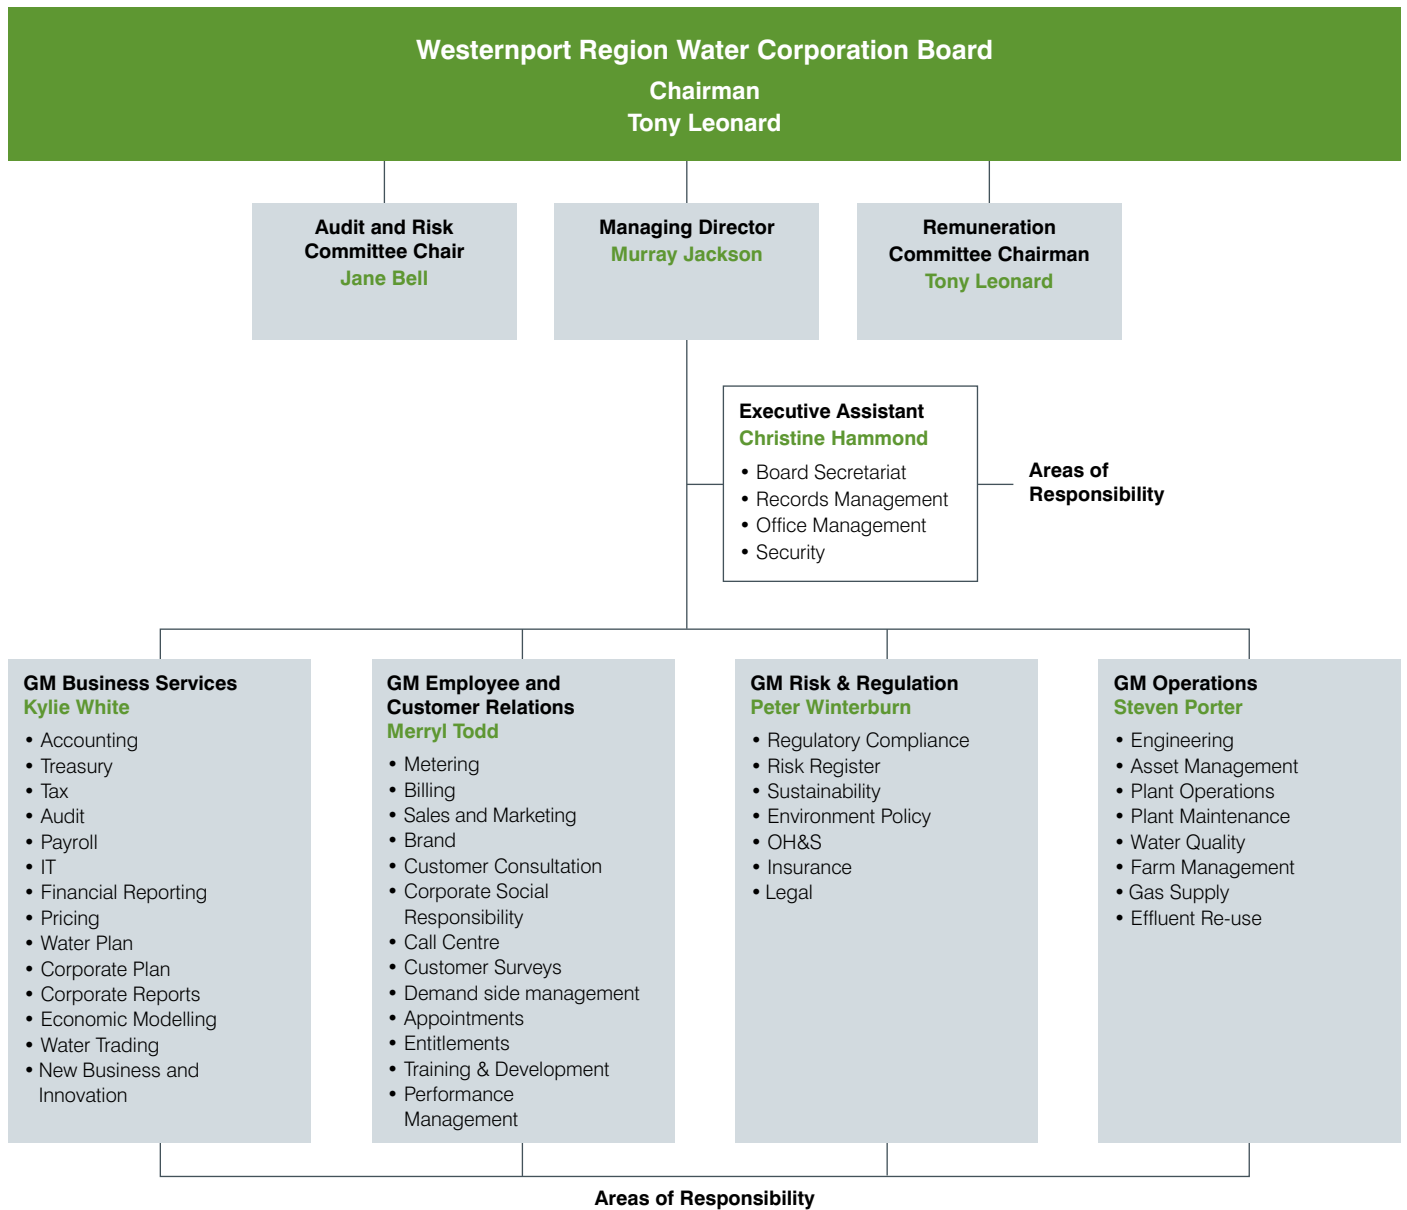 Westernport Region Water Corporation Board
Chairman
Tony Leonard
Audit and Risk
Committee Chair
Jane Bell
Managing Director
Murray Jackson
Remuneration
Committee Chairman
Tony Leonard
Executive Assistant
Christine Hammond
• Board Secretariat
• Records Management
• Office Management
• Security
Areas of
Responsibility
GM Business Services
Kylie White
• Accounting
• Treasury
• Tax
• Audit
• Payroll
• IT
• Financial Reporting
• Pricing
• Water Plan
• Corporate Plan
• Corporate Reports
• Economic Modelling
• Water Trading
• New Business and
Innovation
GM Employee and
Customer Relations
Merryl Todd
• Metering
• Billing
• Sales and Marketing
• Brand
• Customer Consultation
• Corporate Social
Responsibility
• Call Centre
• Customer Surveys
• Demand side management
• Appointments
• Entitlements
• Training & Development
• Performance
Management
GM Risk & Regulation
Peter Winterburn
• Regulatory Compliance
• Risk Register
• Sustainability
• Environment Policy
• OH&S
• Insurance
• Legal
GM Operations
Steven Porter
• Engineering
• Asset Management
• Plant Operations
• Plant Maintenance
• Water Quality
• Farm Management
• Gas Supply
• Effluent Re-use
Areas of Responsibility